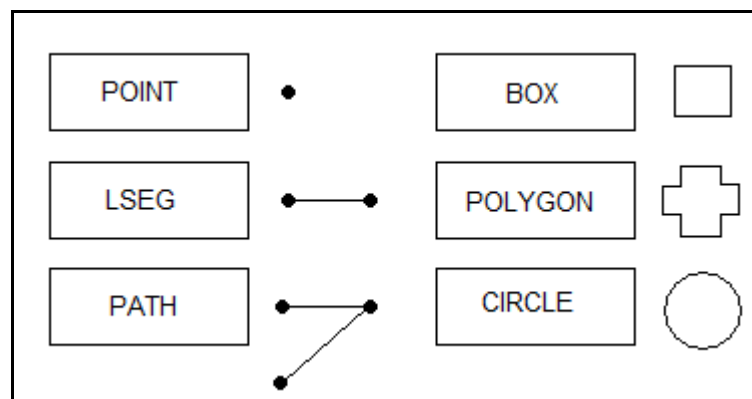 POINT
BOX
LSEG
POLYGON
PATH
CIRCLE